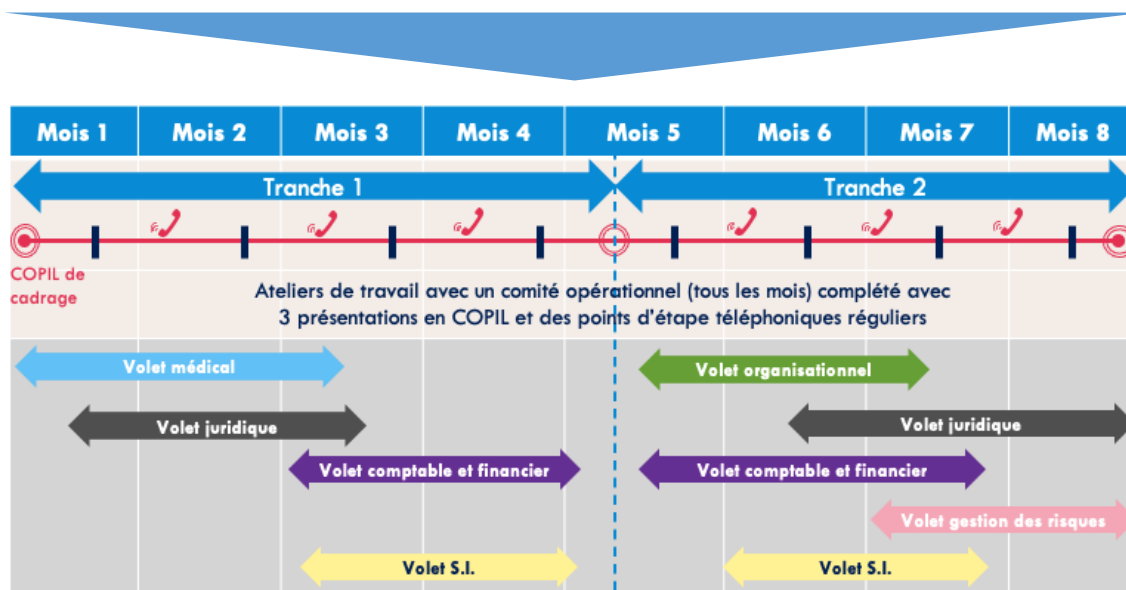 Mois 1 Mois 2 Mois 3 Mois 4 Mois 5 Mois 6 Mois 7 Mois 8
Tranche 1 Tranche 2
COPIL de
cadrage
Ateliers de travail avec un comité opérationnel (tous les mois) complété avec
3 présentations en COPIL et des points d'étape téléphoniques réguliers
Volet médical Volet organisationnel
Volet juridique Volet juridique
Volet comptable et financier Volet comptable et financier
Volet gestion des risques
Volet S.I. Volet S.I.